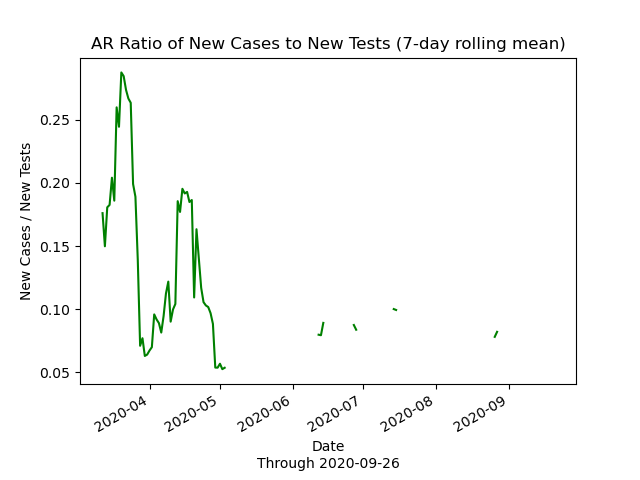 AR Ratio of New Cases to New Tests (7-day rolling mean)
New Cases / New Tests
0.25
0.20
0.15
0.10
0.05
2020-04
2020-05
2020-06
2020-07
2020-08
2020-09
Date
Through 2020-09-26